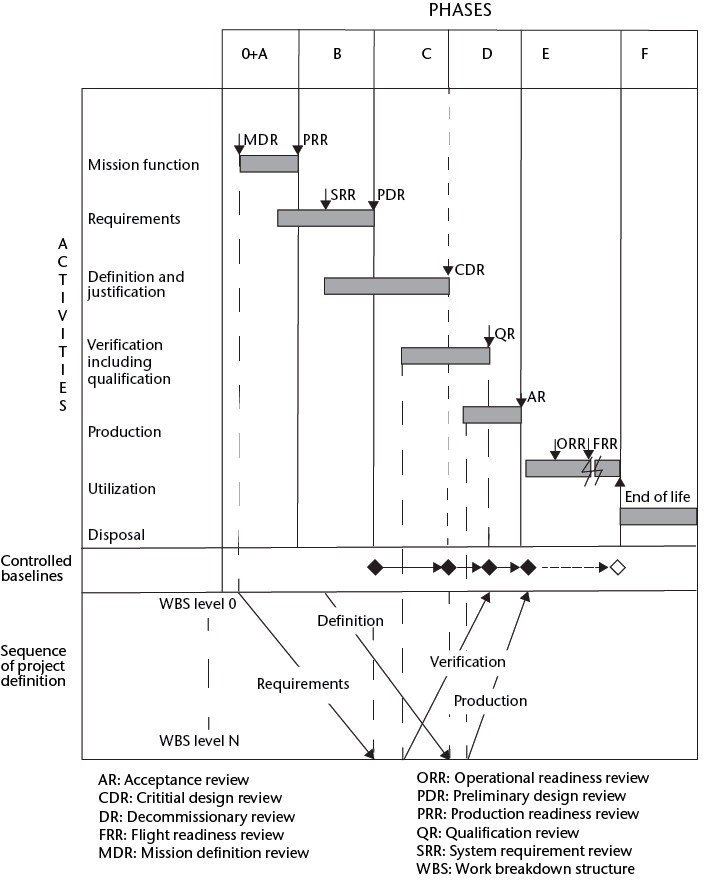 PHASES
0+A B C D E F
MDR PRR
Mission function
SRR PDR
Requirements
ACTIVITIES
CDR
Definition and
justification
QR
Verification
including
qualification
AR
Production
ORR FRR
Utilization
End of life
Disposal
Controlled
baselines
WBS level 0
Definition
Sequence
of project
definition
Verification
Requirements
Production
WBS level N
AR: Acceptance review
CDR: Crititial design review
DR: Decommissionary review
FRR: Flight readiness review
MDR: Mission definition review
ORR: Operational readiness review
PDR: Preliminary design review
PRR: Production readiness review
QR: Qualification review
SRR: System requirement review
WBS: Work breakdown structure